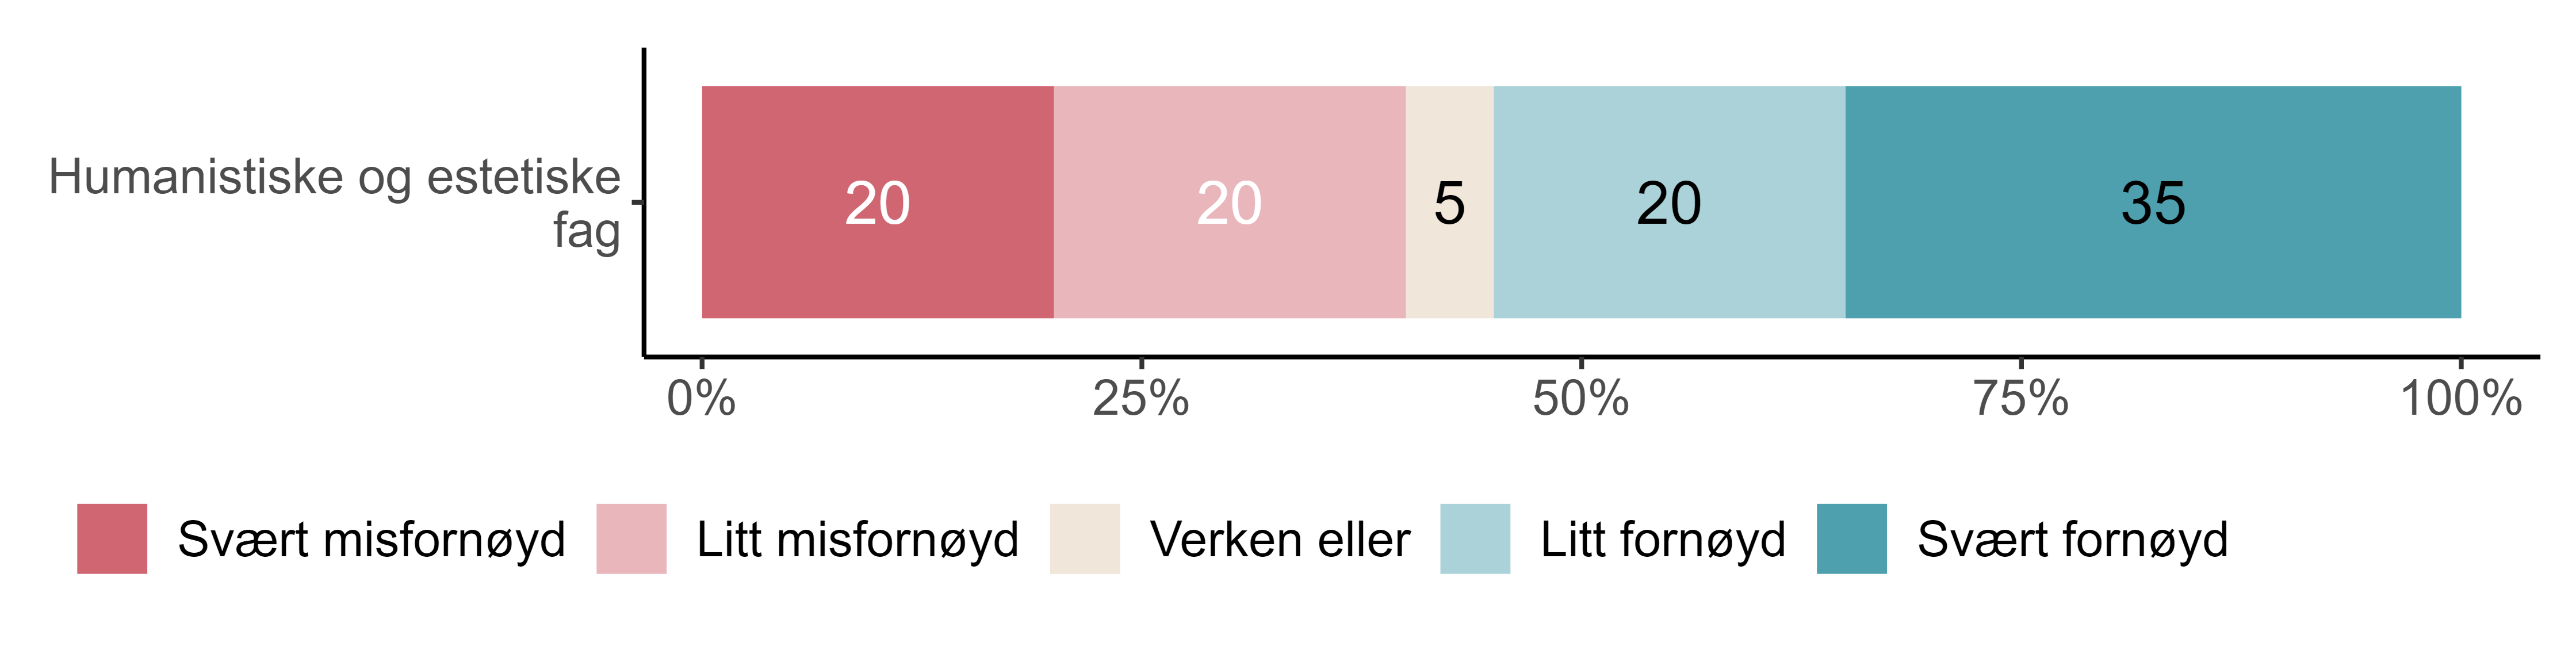 Humanistiske og estetiske
fag
20 20 5 20 35
0% 25% 50% 75% 100%
Svært misfornøyd Litt misfornøyd Verken eller Litt fornøyd Svært fornøyd